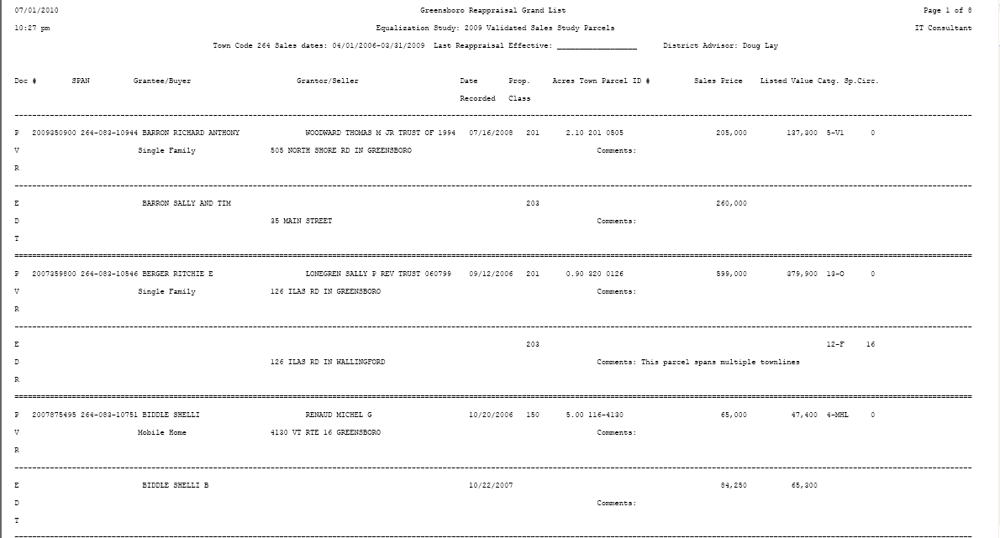 07/01/2010 Greensboro Reappraisal Grand List Page 1 of 8
10:27 pm Equalization Study: 2009 Validated Sales Study Parcels IT Consultant
Town Code 264 Sales dates: 04/01/2006-03/31/2009 Last Reappraisal Effective: __________________ District Advisor: Doug Lay
Doc # SPAN Grantee/Buyer Grantor/Seller Date Prop. Acres Town Parcel ID # Sales Price Listed Value Catg. Sp.Circ.
Recorded Class
P 2009350900 264-083-10944 BARRON RICHARD ANTHONY WOODWARD THOMAS M JR TRUST OF 1994 07/16/2008 201 2.10 201 0505 205,000 137,300 5-V1 0
V Single Family 505 NORTH SHORE RD IN GREENSBORO Comments:
R
E BARRON SALLY AND TIM 203 260,000
D 35 MAIN STREET Comments:
T
P 2007359800 264-083-10546 BERGER RITCHIE E LONEGREN SALLY P REV TRUST 060799 09/12/2006 201 0.90 320 0126 599,000 379,900 13-O 0
V Single Family 126 ILAS RD IN GREENSBORO Comments:
R
E 203 12-F 16
D 126 ILAS RD IN WALLINGFORD Comments: This parcel spans multiple townlines
R
P 2007875495 264-083-10751 BIDDLE SHELLI RENAUD MICHEL G 10/20/2006 150 5.00 116-4130 65,000 47,400 4-MHL 0
V Mobile Home 4130 VT RTE 16 GREENSBORO Comments:
R
E BIDDLE SHELLI B 10/22/2007 84,250 65,300
D Comments:
T